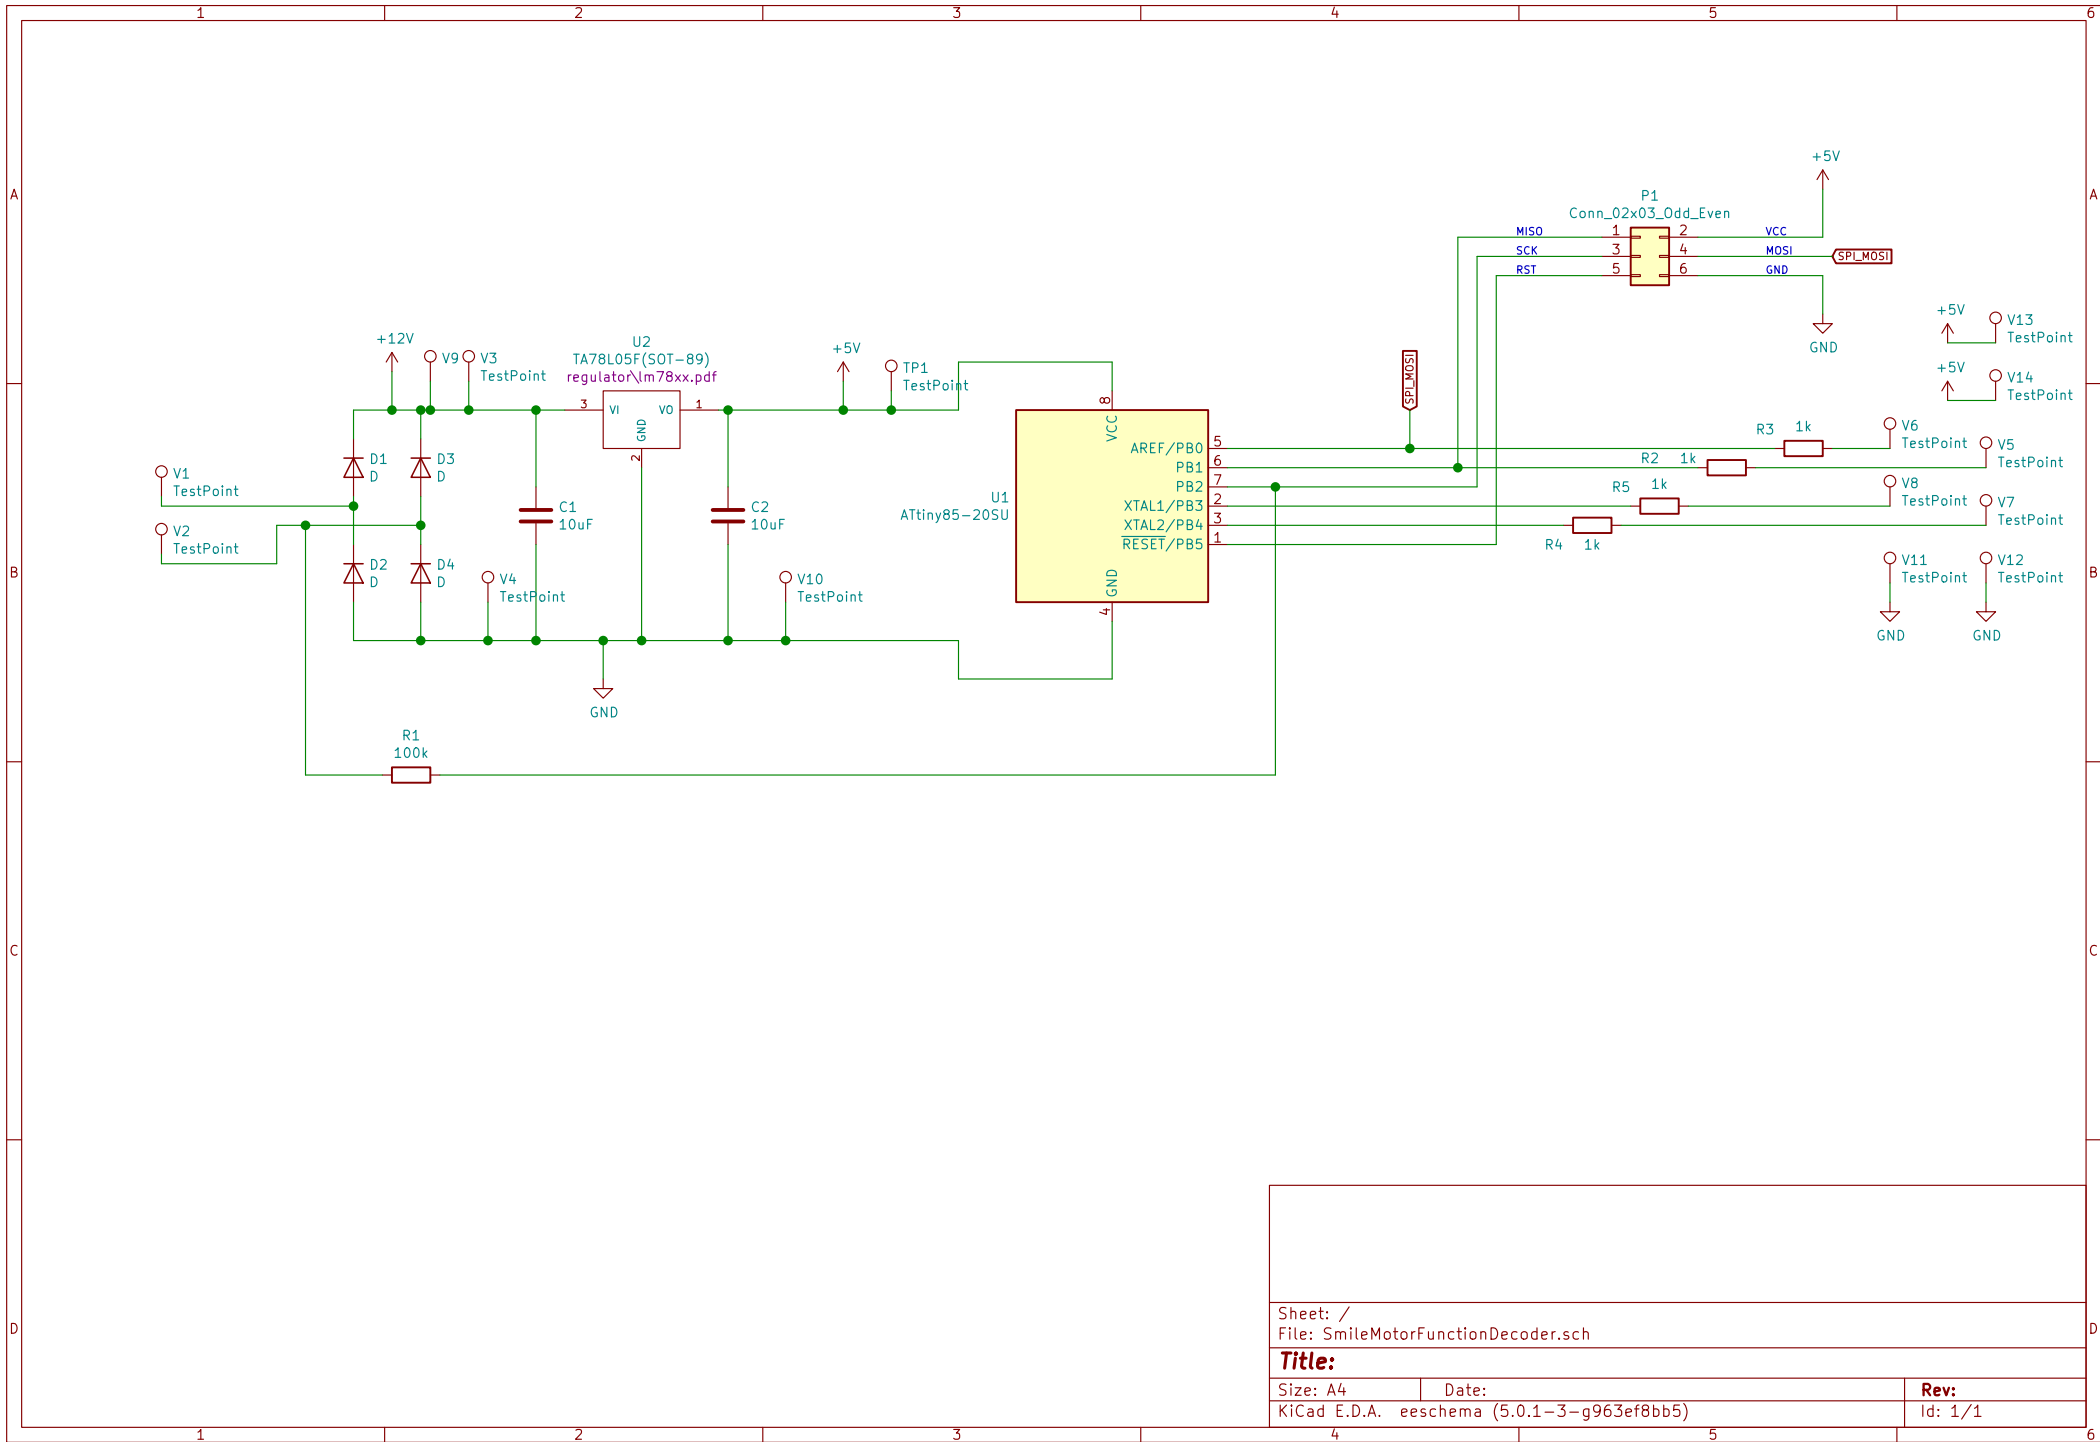 1 2 3 4 5 6
A
B
C
D
+12V
V9
V3
TestPoint
U2
TA78L05F(SOT-89)
regulator\lm78xx.pdf
3
VI
VO
1
GND
2
+5V
TP1
TestPoint
D1
D
D3
D
V1
TestPoint
V2
TestPoint
D2
D
D4
D
C1
10uF
C2
10uF
V4
TestPoint
V10
TestPoint
GND
R1
100k
U1
ATtiny85-20SU
8
VCC
AREF/PB0
5
PB1
6
PB2
7
XTAL1/PB3
2
XTAL2/PB4
3
RESET/PB5
1
GND
4
SPI_MOSI
P1
Conn_02x03_Odd_Even
MISO
1
2
VCC
SCK
3
4
MOSI
SPI_MOSI
RST
5
6
GND
+5V
GND
+5V
V13
TestPoint
+5V
V14
TestPoint
R3
1k
V6
TestPoint
R2
1k
V5
TestPoint
R5
1k
V8
TestPoint
R4
1k
V7
TestPoint
V11
TestPoint
GND
V12
TestPoint
GND
A
B
C
D
Sheet: /
File: SmileMotorFunctionDecoder.sch
Title:
Size: A4
Date:
Rev:
KiCad E.D.A. eeschema (5.0.1-3-g963ef8bb5)
Id: 1/1
1 2 3 4 5 6